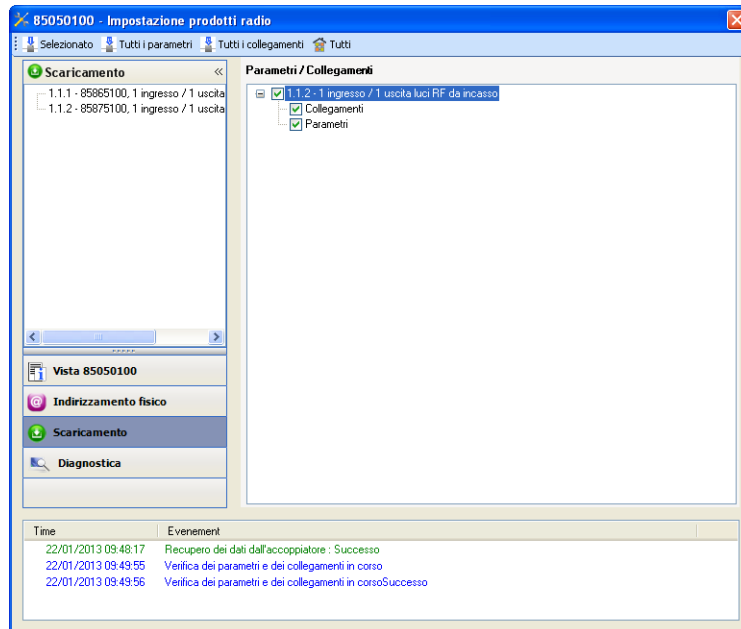 85050100 - Impostazione prodotti radio
Selezionato Tutti i parametri Tutti i collegamenti Tutti
Scaricamento
1.1.1 - 85865100, 1 ingresso / 1 uscita
1.1.2 - 85875100, 1 ingresso / 1 uscita
Vista 85050100
Indirizzamento fisico
Scaricamento
Diagnostica
Parametri / Collegamenti
1.1.2 - 1 ingresso / 1 uscita luci RF da incasso
Collegamenti
Parametri
Time Evenement
22/01/2013 09:48:17 Recupero dei dati dall'accoppiatore : Successo
22/01/2013 09:49:55 Verifica dei parametri e dei collegamenti in corso
22/01/2013 09:49:56 Verifica dei parametri e dei collegamenti in corsoSuccesso